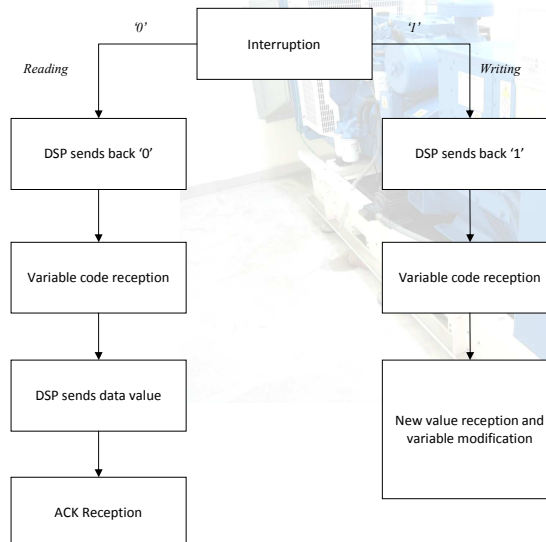 ‘0’
Interruption
‘1’
Reading
Writing
DSP sends back ‘0’
DSP sends back ‘1’
Variable code reception
Variable code reception
DSP sends data value
New value reception and
variable modification
ACK Reception